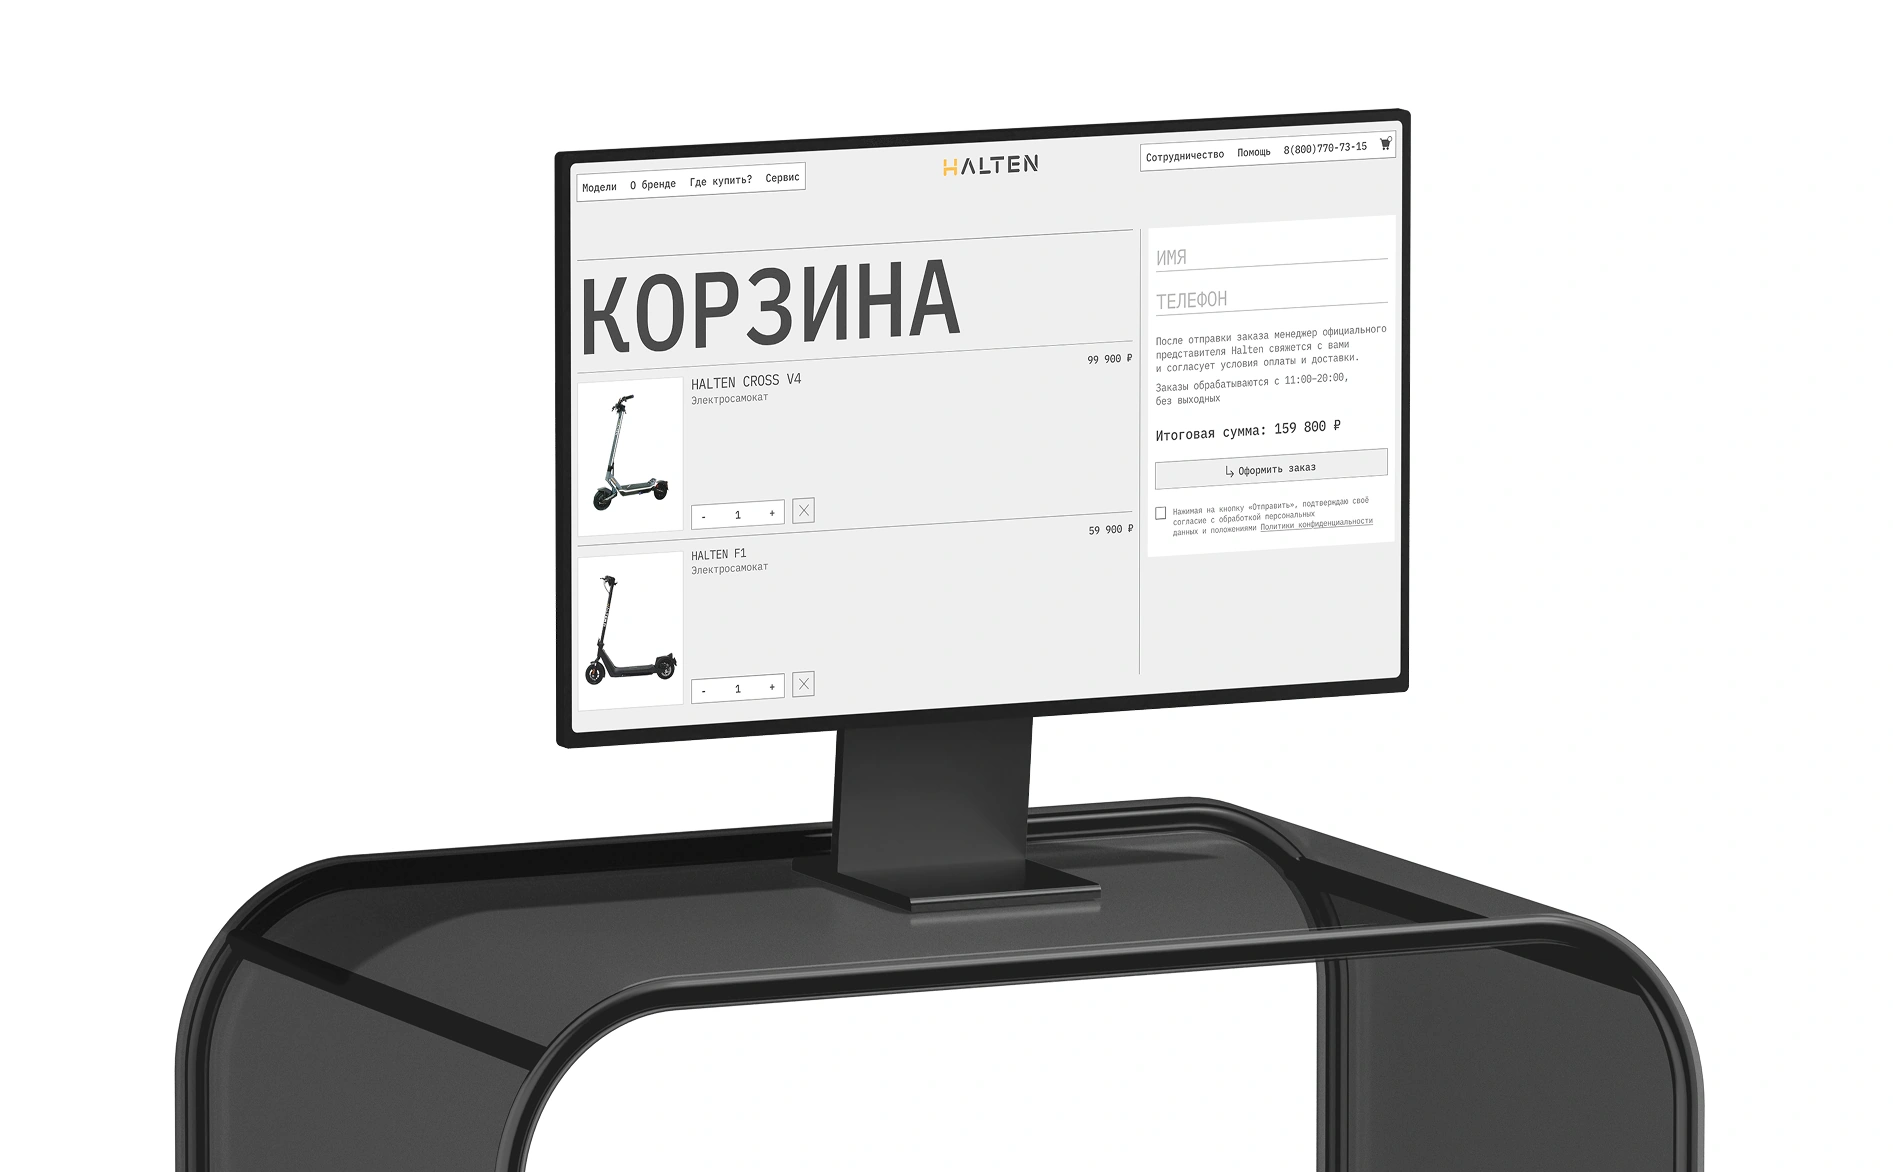 Модели О бренде Где купить? Сервис
HALTEN
Сотрудничество Помощь 8(800)770-73-15
КОРЗИНА
99 900 ₽
HALTEN CROSS V4
Электросамокат
- 1 + X
59 900 ₽
HALTEN F1
Электросамокат
- 1 + X
ИМЯ
ТЕЛЕФОН
После отправки заказа менеджер официального
представителя Halten свяжется с вами
и согласует условия оплаты и доставки.
Заказы обрабатываются с 11:00–20:00,
без выходных
Итоговая сумма: 159 800 ₽
Оформить заказ
Нажимая на кнопку «Отправить», подтверждаю своё
согласие с обработкой персональных
данных и положениями Политики конфиденциальности